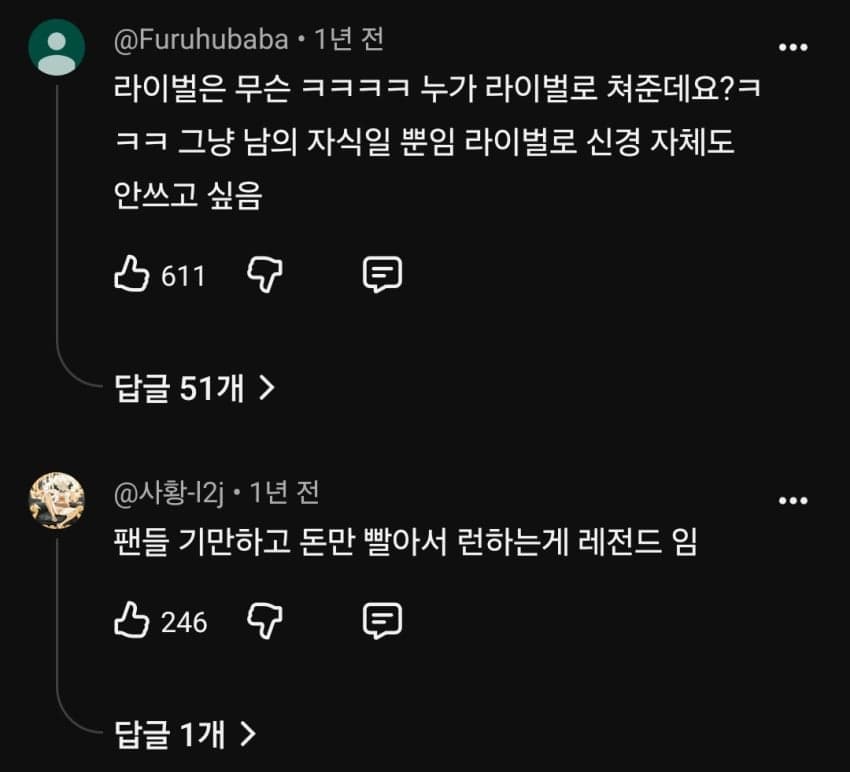 @Furuhubaba • 1년 전
라이벌은 무슨 ㅋㅋㅋㅋ 누가 라이벌로 쳐준데요?ㅋ
ㅋㅋ 그냥 남의 자식일 뿐임 라이벌로 신경 자체도
안쓰고 싶음
611
답글 51개
@사황-l2j • 1년 전
팬들 기만하고 돈만 빨아서 런하는게 레전드 임
246
답글 1개